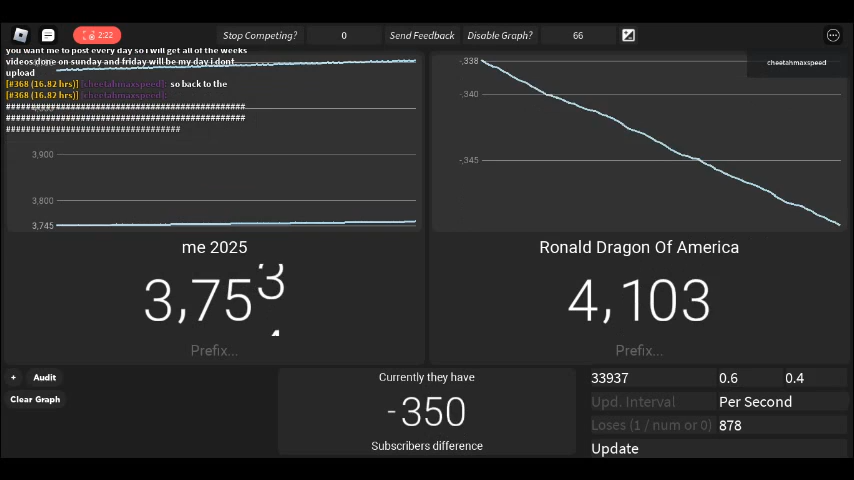 2:22
Stop Competing?
0
Send Feedback
Disable Graph?
66
you want me to post every day so i will get all of the weeks
videos done on sunday and friday will be my day i dont
upload
[#368 (16.82 hrs)] [cheetahmaxspeed]: so back to the
[#368 (16.82 hrs)] [cheetahmaxspeed]:
##############################################
##############################################
#################################
3,900
3,800
3,745
-,338
-,340
-,345
cheetahmaxspeed
me 2025
Ronald Dragon Of America
3,753
4,103
Prefix...
Prefix...
+
Audit
Clear Graph
Currently they have
-350
Subscribers difference
33937
0.6
0.4
Upd. Interval
Per Second
Loses (1 / num or 0)
878
Update